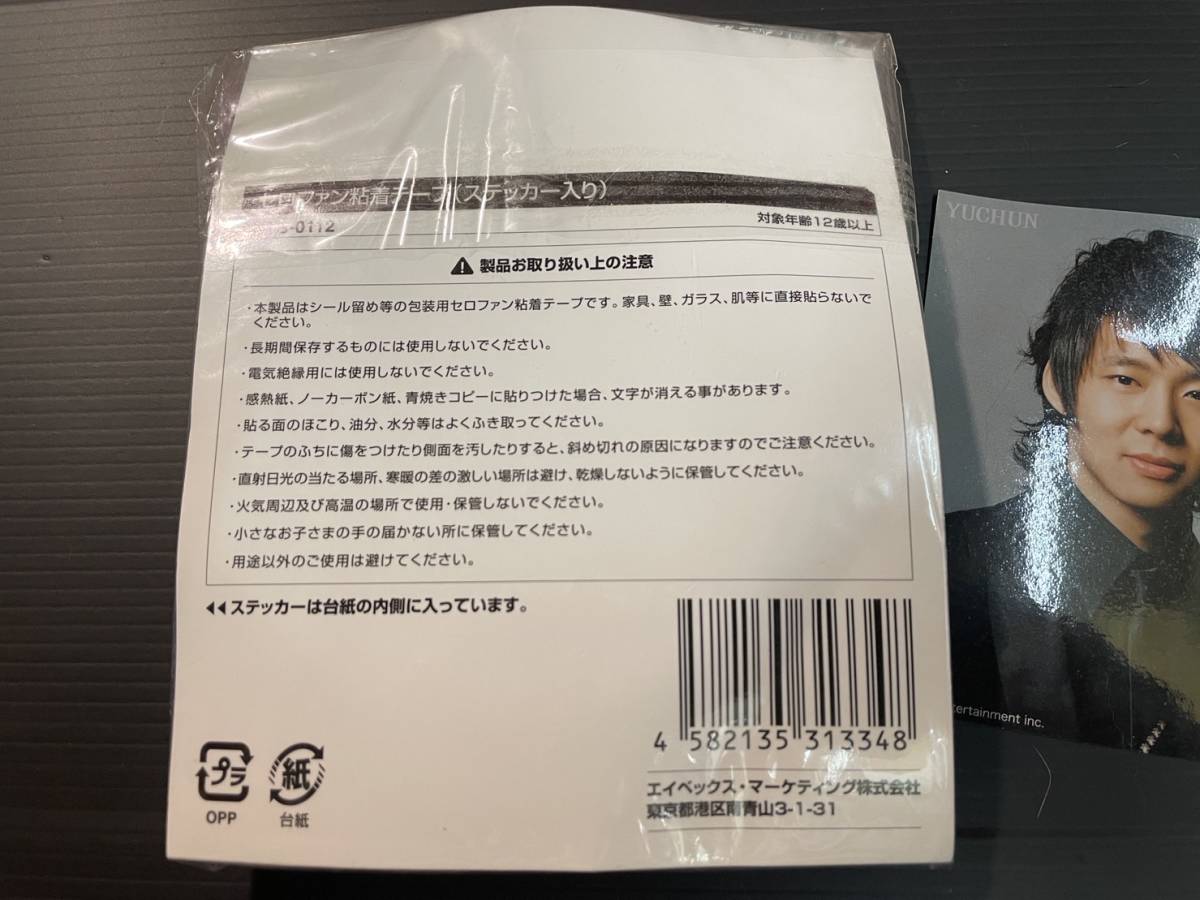 セロファン粘着テープ(ステッカー入り)
-0112
対象年齢12歳以上
製品お取り扱い上の注意
・本製品はシール留め等の包装用セロファン粘着テープです。家具、壁、ガラス、肌等に直接貼らないで
ください。
・長期間保存するものには使用しないでください。
・電気絶縁用には使用しないでください。
・感熱紙、ノーカーボン紙、青焼きコピーに貼りつけた場合、文字が消える事があります。
・貼る面のほこり、油分、水分等はよくふき取ってください。
・テープのふちに傷をつけたり側面を汚したりすると、斜め切れの原因になりますのでご注意ください。
・直射日光の当たる場所、寒暖の差の激しい場所は避け、乾燥しないように保管してください。
・火気周辺及び高温の場所で使用・保管しないでください。
・小さなお子さまの手の届かない所に保管してください。
・用途以外のご使用は避けてください。
◀◀ステッカーは台紙の内側に入っています。
4 582135 313348
プラ
OPP
紙
台紙
エイベックス・マーケティング株式会社
東京都港区南青山3-1-31
YUCHUN
tertainment inc.